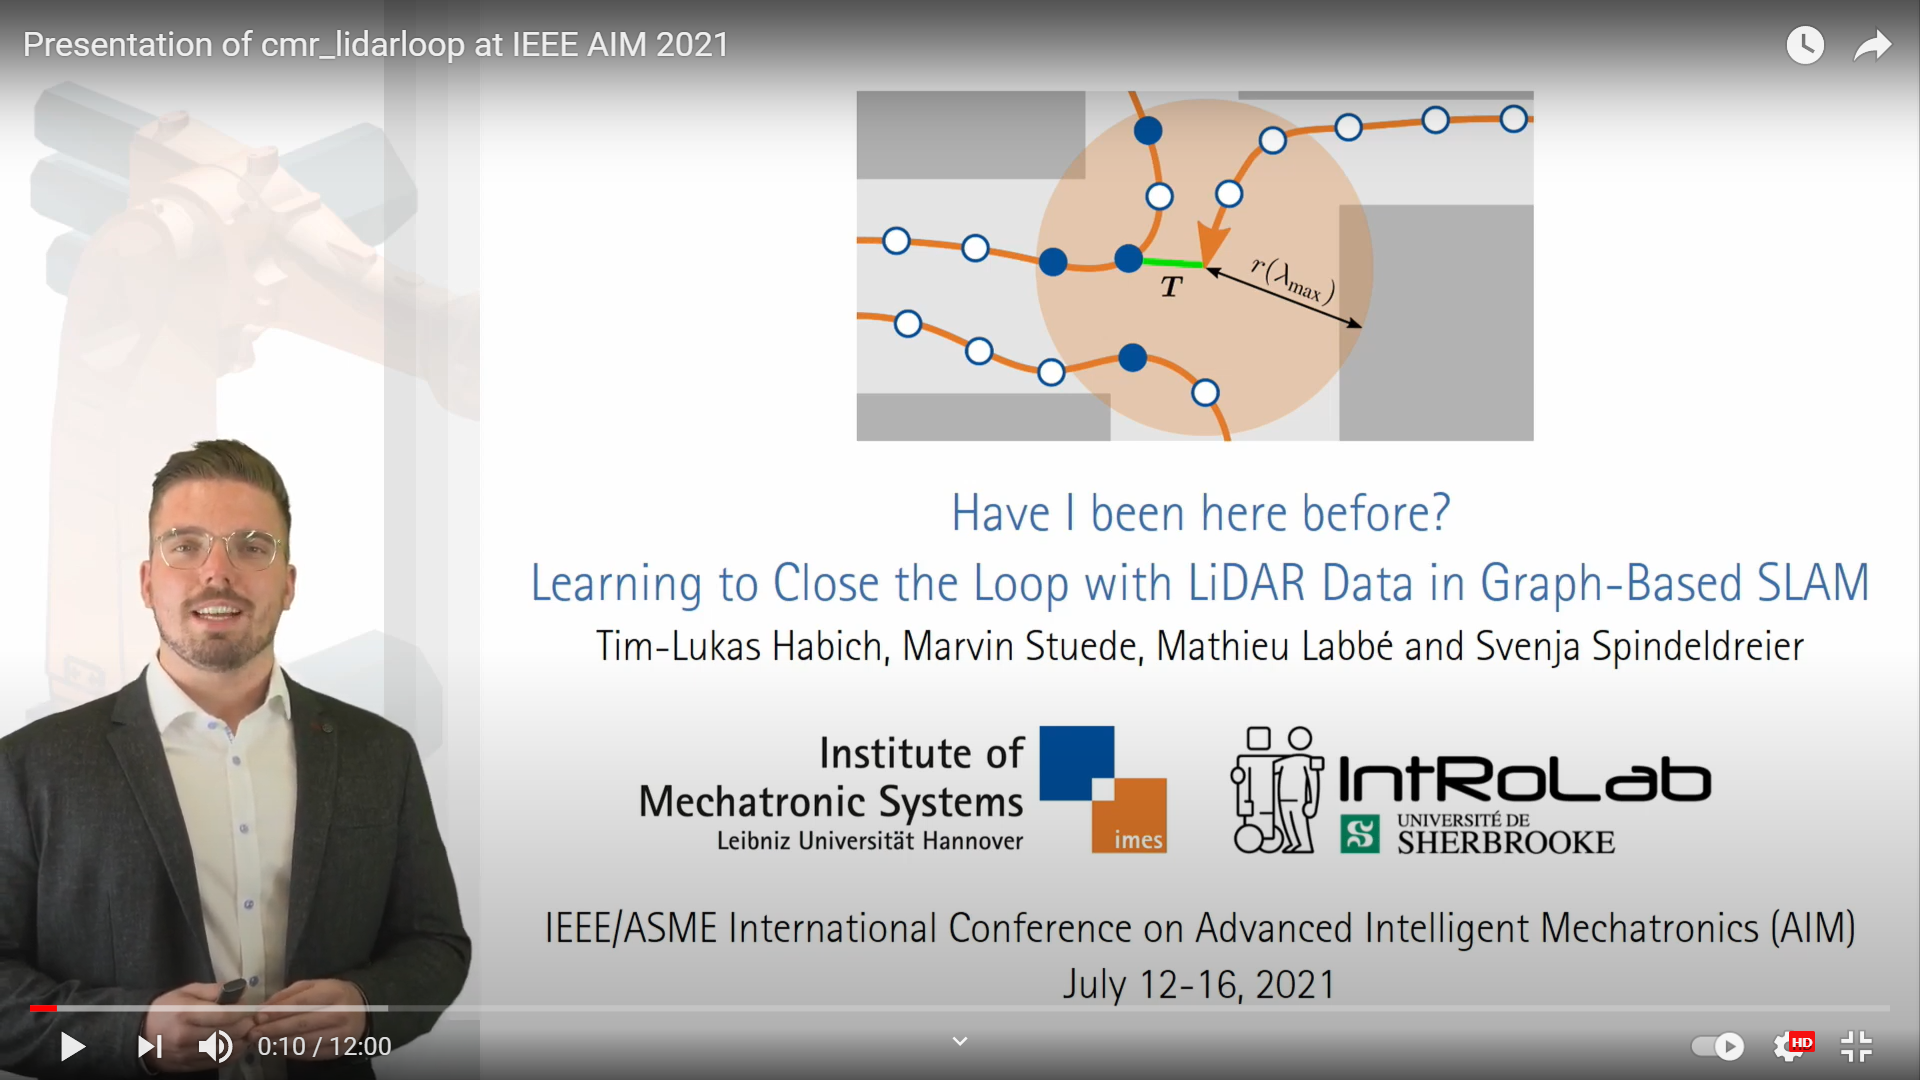 Presentation of cmr_lidarloop at IEEE AIM 2021
T
r(λmax)
Have I been here before?
Learning to Close the Loop with LiDAR Data in Graph-Based SLAM
Tim-Lukas Habich, Marvin Stuede, Mathieu Labbé and Svenja Spindeldreier
Institute of
Mechatronic Systems
Leibniz Universität Hannover
imes
IntRoLab
S
UNIVERSITÉ DE
SHERBROOKE
IEEE/ASME International Conference on Advanced Intelligent Mechatronics (AIM)
July 12-16, 2021
0:10 / 12:00
HD